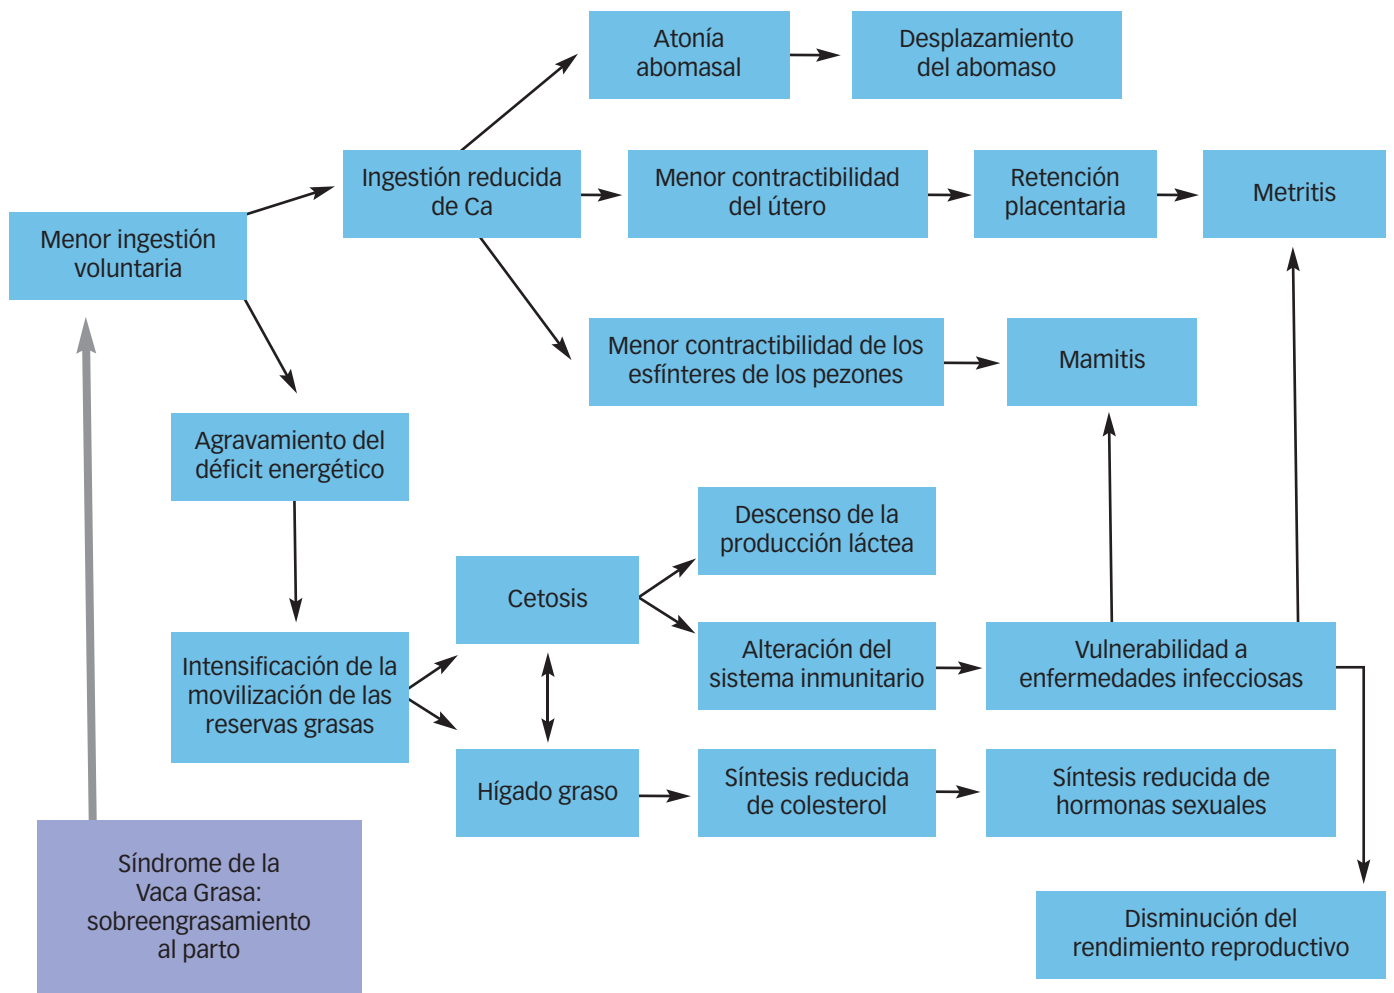 Atonía
abomasal
Desplazamiento
del abomaso
Ingestión reducida
de Ca
Menor contractibilidad
del útero
Retención
placentaria
Metritis
Menor ingestión
voluntaria
Menor contractibilidad de los
esfínteres de los pezones
Mamitis
Agravamiento del
déficit energético
Descenso de la
producción láctea
Cetosis
Intensificación de la
movilización de las
reservas grasas
Alteración del
sistema inmunitario
Vulnerabilidad a
enfermedades infecciosas
Hígado graso
Síntesis reducida
de colesterol
Síntesis reducida de
hormonas sexuales
Síndrome de la
Vaca Grasa:
sobreengrasamiento
al parto
Disminución del
rendimiento reproductivo